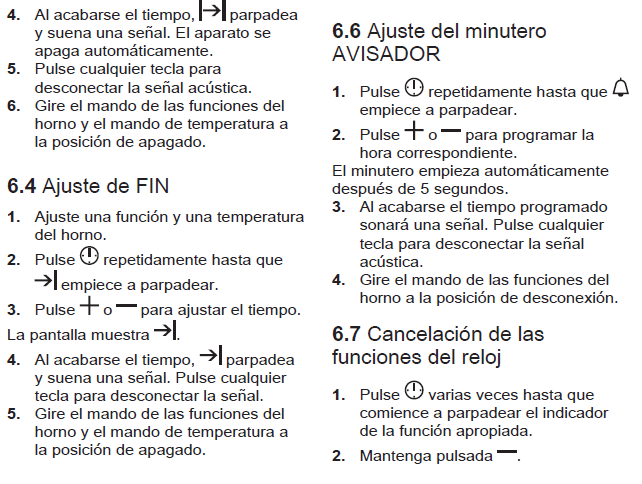 4. Al acabarse el tiempo, |→| parpadea
y suena una señal. El aparato se
apaga automáticamente.
5. Pulse cualquier tecla para
desconectar la señal acústica.
6. Gire el mando de las funciones del
horno y el mando de temperatura a
la posición de apagado.
6.4 Ajuste de FIN
1. Ajuste una función y una temperatura
del horno.
2. Pulse repetidamente hasta que
→| empiece a parpadear.
3. Pulse + o — para ajustar el tiempo.
La pantalla muestra →|.
4. Al acabarse el tiempo, →| parpadea
y suena una señal. Pulse cualquier
tecla para desconectar la señal.
5. Gire el mando de las funciones del
horno y el mando de temperatura a
la posición de apagado.
6.6 Ajuste del minutero
AVISADOR
1. Pulse repetidamente hasta que
empiece a parpadear.
2. Pulse + o — para programar la
hora correspondiente.
El minutero empieza automáticamente
después de 5 segundos.
3. Al acabarse el tiempo programado
sonará una señal. Pulse cualquier
tecla para desconectar la señal
acústica.
4. Gire el mando de las funciones del
horno a la posición de desconexión.
6.7 Cancelación de las
funciones del reloj
1. Pulse varias veces hasta que
comience a parpadear el indicador
de la función apropiada.
2. Mantenga pulsada —.